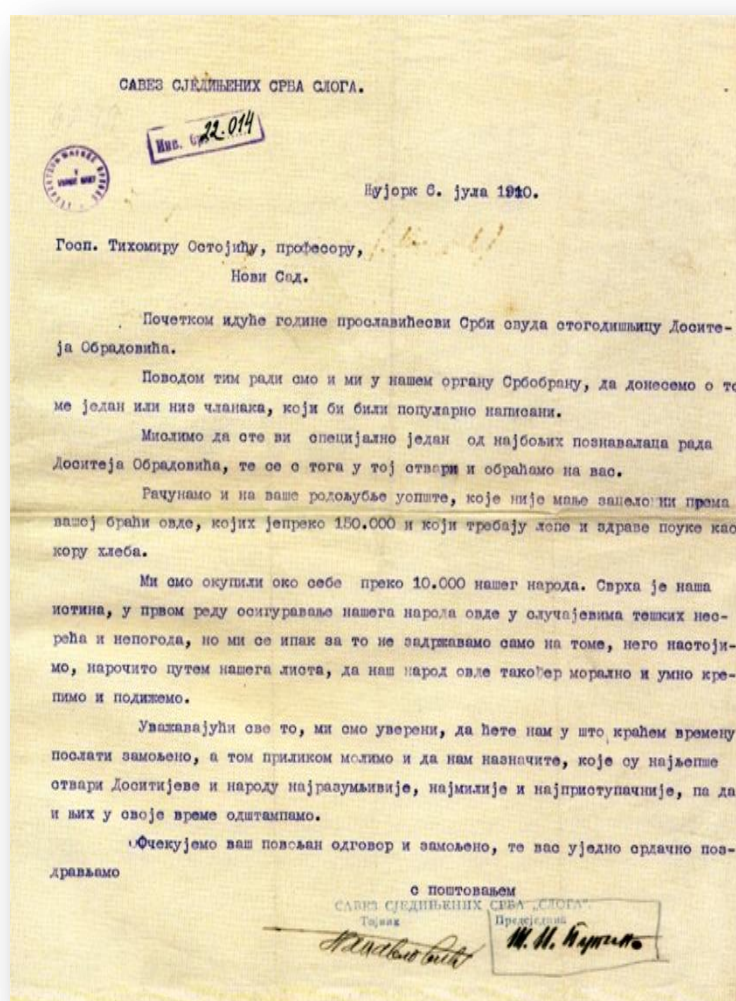 САВЕЗ СЈЕДИЊЕНИХ СРБА СЛОГА.
Инв. бр. 22.014
Нујорк 6. јула 1910.
Госп. Тихомиру Остојићу, професору,
Нови Сад.
Почетком идуће године прославићесви Срби свуда стогодишњицу Досите-
ја Обрадовића.
Поводом тим ради смо и ми у нашем органу Србобрану, да донесемо о то
ме један или низ чланака, који би били популарно написани.
Мислимо да сте ви специјално један од најбољих познавалаца рада
Доситеја Обрадовића, те се с тога у тој ствари и обраћамо на вас.
Рачунамо и на ваше родољубље уопште, које није мање запело ни према
вашој браћи овде, којих јепреко 150.000 и који требају лепе и здраве поуке као
кору хлеба.
Ми смо окупили око себе преко 10.000 нашег народа. Сврха је наша
истина, у првом реду осигуравање нашега народа овде у случајевима тешких нес-
рећа и непогода, но ми се ипак за то не задржавамо само на томе, него настоји-
мо, нарочито путем нашега листа, да наш народ овде такођер морално и умно кре-
пимо и подижемо.
Уважавајући све то, ми смо уверени, да ћете нам у што краћем времену
послати замољено, а том приликом молимо и да нам назначите, које су најљепше
ствари Доситијеве и народу најразумљивије, најмилије и најприступачније, па да
и њих у своје време одштампамо.
Очекујемо ваш повољан одговор и замољено, те вас уједно срдачно поз-
дрављамо
с поштовањем
САВЕЗ СЈЕДИЊЕНИХ СРБА „СЛОГА".
Тајник Предсједник